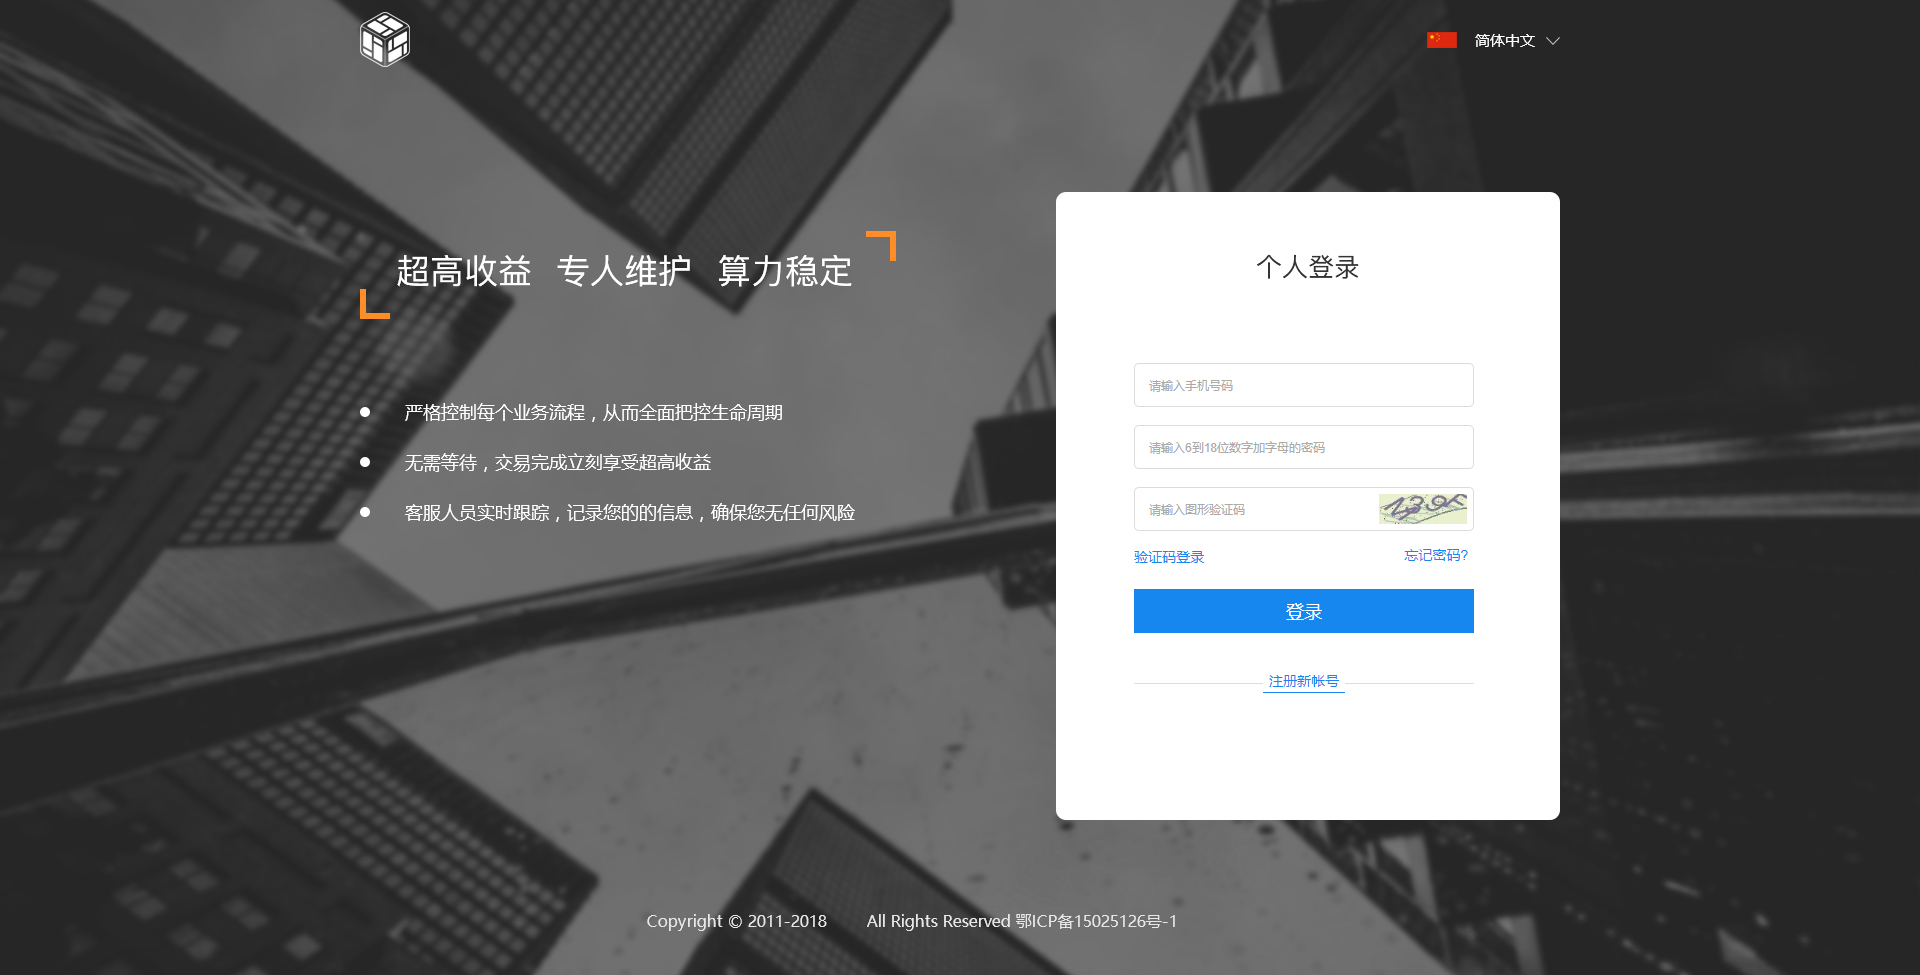 简体中文
超高收益 专人维护 算力稳定
严格控制每个业务流程，从而全面把控生命周期
无需等待，交易完成立刻享受超高收益
客服人员实时跟踪，记录您的的信息，确保您无任何风险
个人登录
请输入手机号码
请输入6到18位数字加字母的密码
请输入图形验证码
验证码登录 忘记密码?
登录
注册新帐号
Copyright © 2011-2018 All Rights Reserved 鄂ICP备15025126号-1